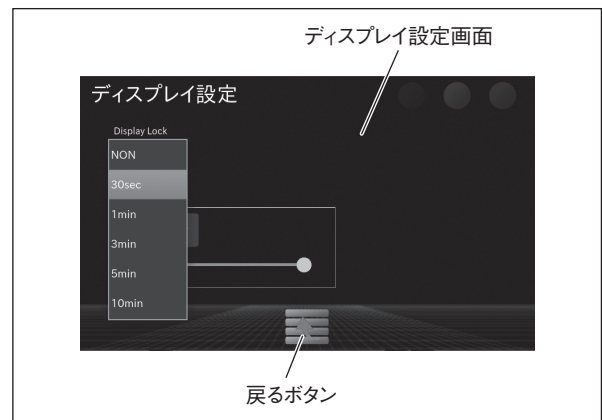 ディスプレイ設定画面
ディスプレイ設定
Display Lock
NON
30sec
1min
3min
5min
10min
戻るボタン